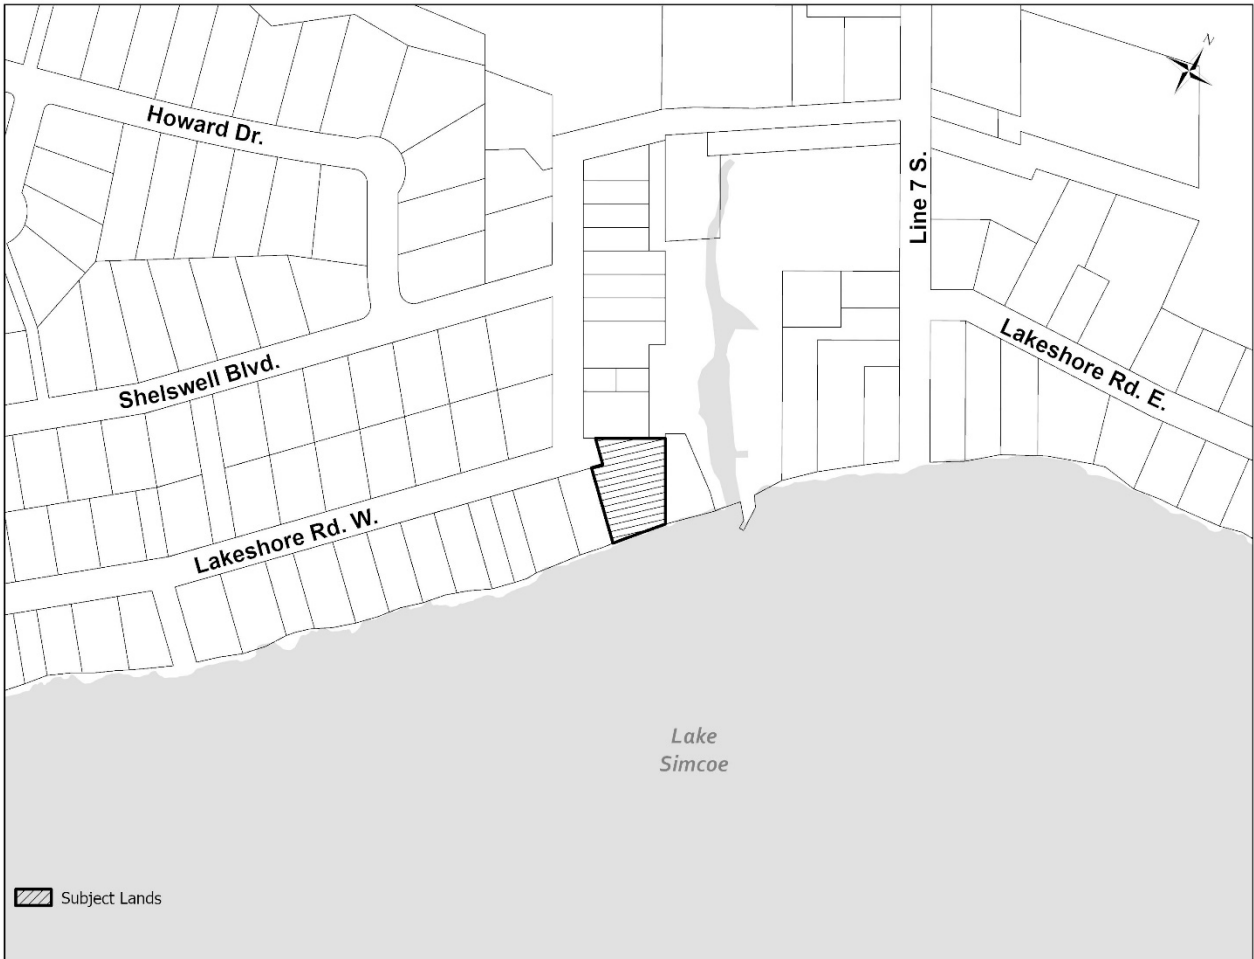 N
Howard Dr.
Line 7 S.
Lakeshore Rd. E.
Shelswell Blvd.
Lakeshore Rd. W.
Lake
Simcoe
Subject Lands